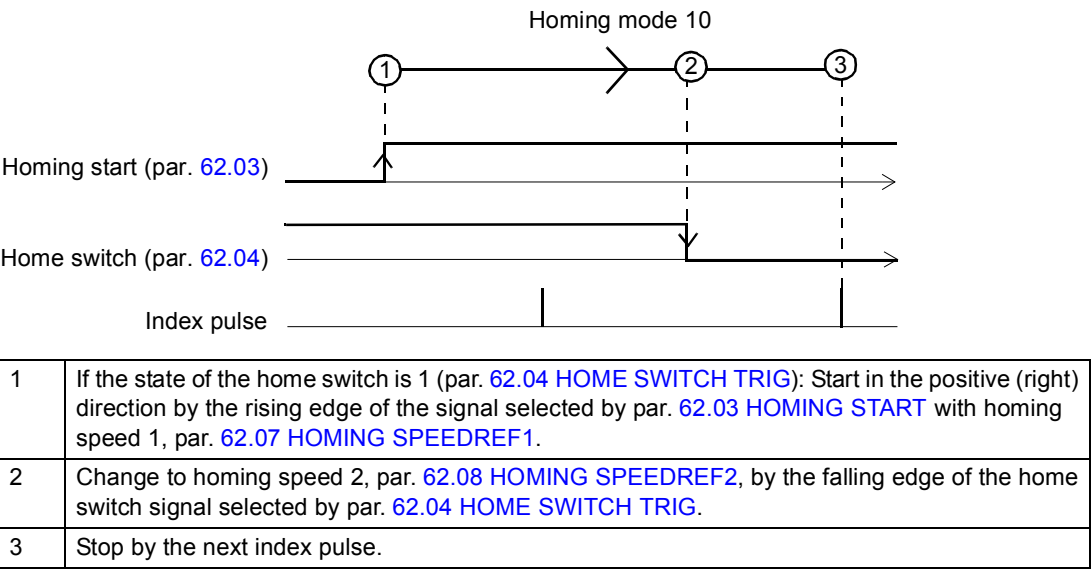 Homing mode 10
1 2 3
Homing start (par. 62.03)
Home switch (par. 62.04)
Index pulse
1 If the state of the home switch is 1 (par. 62.04 HOME SWITCH TRIG): Start in the positive (right)
direction by the rising edge of the signal selected by par. 62.03 HOMING START with homing
speed 1, par. 62.07 HOMING SPEEDREF1.
2 Change to homing speed 2, par. 62.08 HOMING SPEEDREF2, by the falling edge of the home
switch signal selected by par. 62.04 HOME SWITCH TRIG.
3 Stop by the next index pulse.